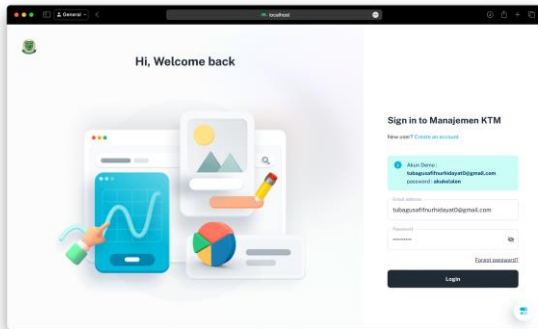 General
localhost
Hi, Welcome back
Sign in to Manajemen KTM
New user? Create an account
Akun Demo :
tubagusafifnurhidayat0@gmail.com
password : akuketolen
Email address
tubagusafifnurhidayat0@gmail.com
Password
Forgot password?
Login